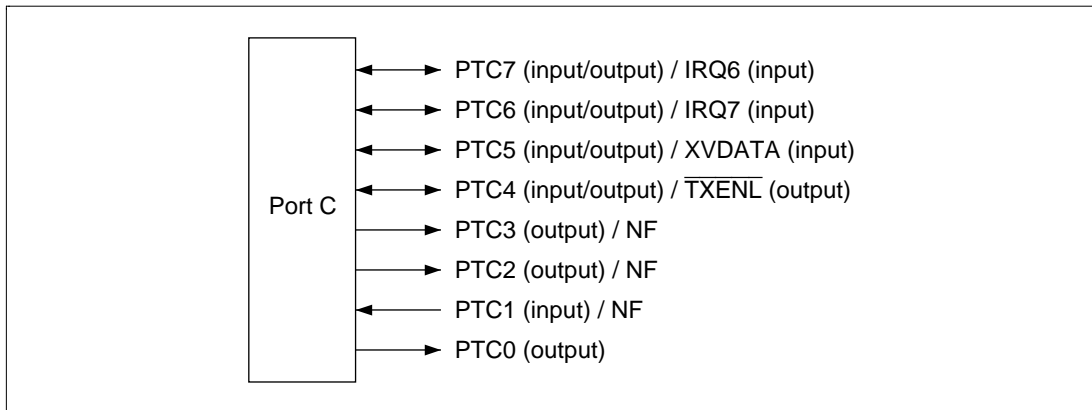 Port C
PTC7 (input/output) / IRQ6 (input)
PTC6 (input/output) / IRQ7 (input)
PTC5 (input/output) / XVDATA (input)
PTC4 (input/output) / T̅X̅E̅N̅L̅ (output)
PTC3 (output) / NF
PTC2 (output) / NF
PTC1 (input) / NF
PTC0 (output)